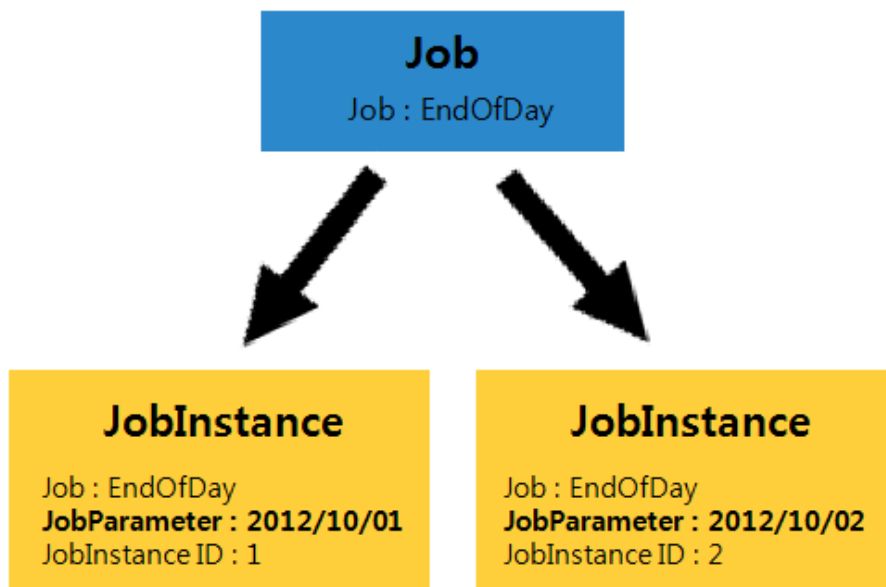 Job
Job : EndOfDay
JobInstance
Job : EndOfDay
JobParameter : 2012/10/01
JobInstance ID : 1
JobInstance
Job : EndOfDay
JobParameter : 2012/10/02
JobInstance ID : 2